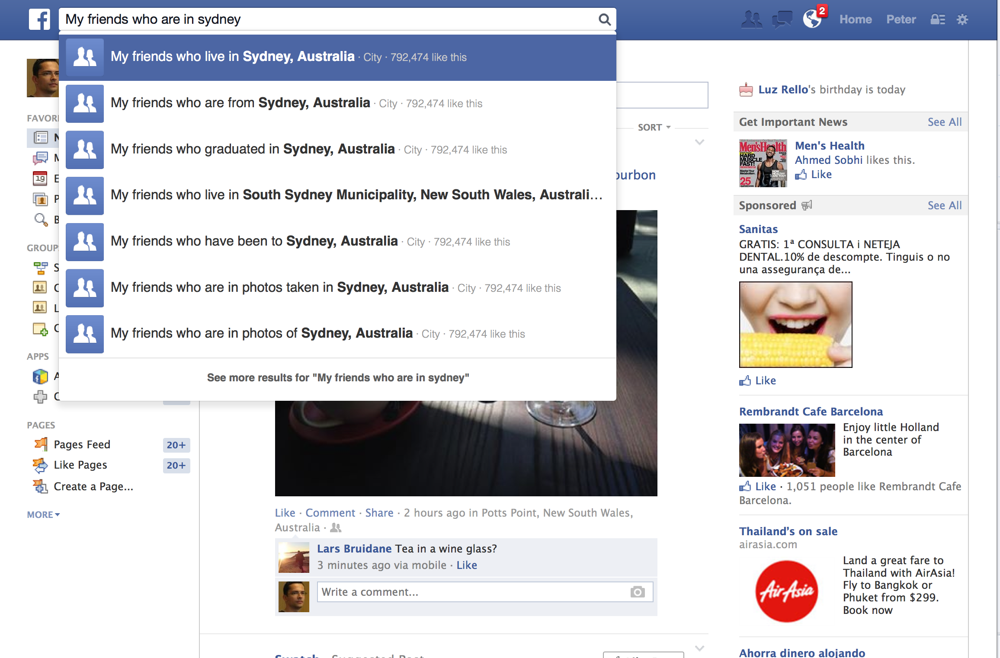 My friends who are in sydney
2
Home
Peter
My friends who live in Sydney, Australia · City · 792,474 like this
My friends who are from Sydney, Australia · City · 792,474 like this
My friends who graduated in Sydney, Australia · City · 792,474 like this
My friends who live in South Sydney Municipality, New South Wales, Australi...
My friends who have been to Sydney, Australia · City · 792,474 like this
My friends who are in photos taken in Sydney, Australia · City · 792,474 like this
My friends who are in photos of Sydney, Australia · City · 792,474 like this
See more results for "My friends who are in sydney"
19
APPS
PAGES
Pages Feed 20+
Like Pages 20+
Create a Page...
MORE
SORT
Like · Comment · Share · 2 hours ago in Potts Point, New South Wales,
Australia ·
Lars Bruidane Tea in a wine glass?
3 minutes ago via mobile · Like
Write a comment...
Luz Rello's birthday is today
Get Important News See All
Men'sHealth
HARD
MUSCLE
FAST!
25
Men's Health
Ahmed Sobhi likes this.
Like
Sponsored See All
Sanitas
GRATIS: 1ª CONSULTA i NETEJA
DENTAL.10% de descompte. Tinguis o no
una assegurança de...
Like
Rembrandt Cafe Barcelona
Enjoy little Holland
in the center of
Barcelona
Like · 1,051 people like Rembrandt Cafe
Barcelona.
Thailand’s on sale
airasia.com
AirAsia
Land a great fare to
Thailand with AirAsia!
Fly to Bangkok or
Phuket from $299.
Book now
Ahorra dinero alojando